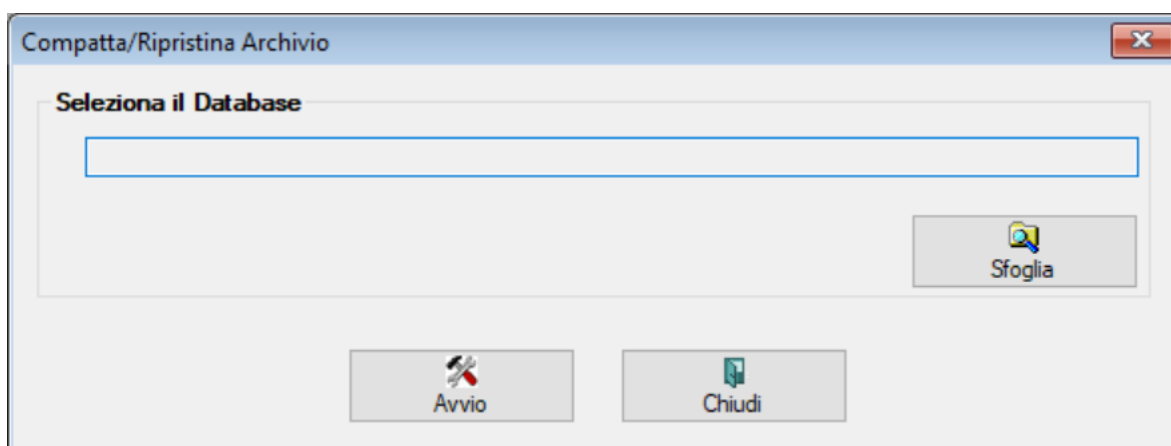 Compatta/Ripristina Archivio
Seleziona il Database
Sfoglia
Avvio
Chiudi